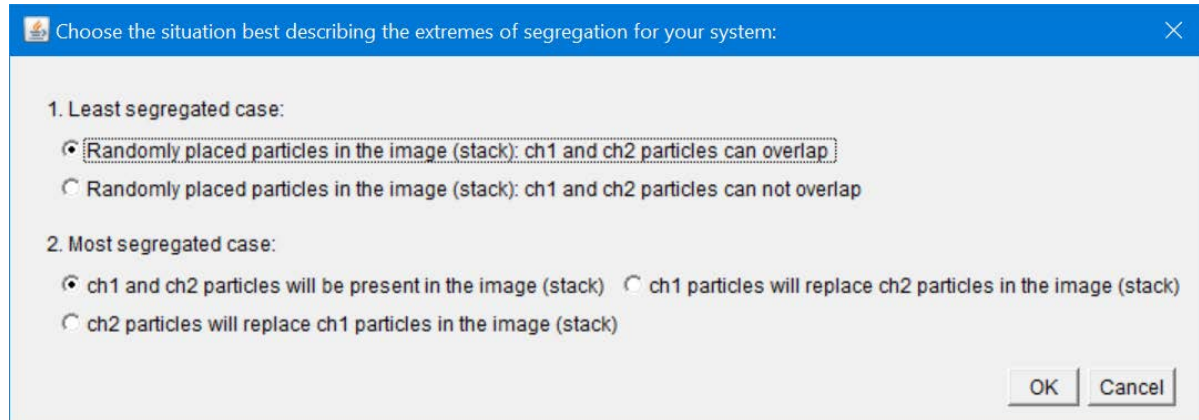 Choose the situation best describing the extremes of segregation for your system:
1. Least segregated case:
Randomly placed particles in the image (stack): ch1 and ch2 particles can overlap
Randomly placed particles in the image (stack): ch1 and ch2 particles can not overlap
2. Most segregated case:
ch1 and ch2 particles will be present in the image (stack) ch1 particles will replace ch2 particles in the image (stack)
ch2 particles will replace ch1 particles in the image (stack)
OK Cancel